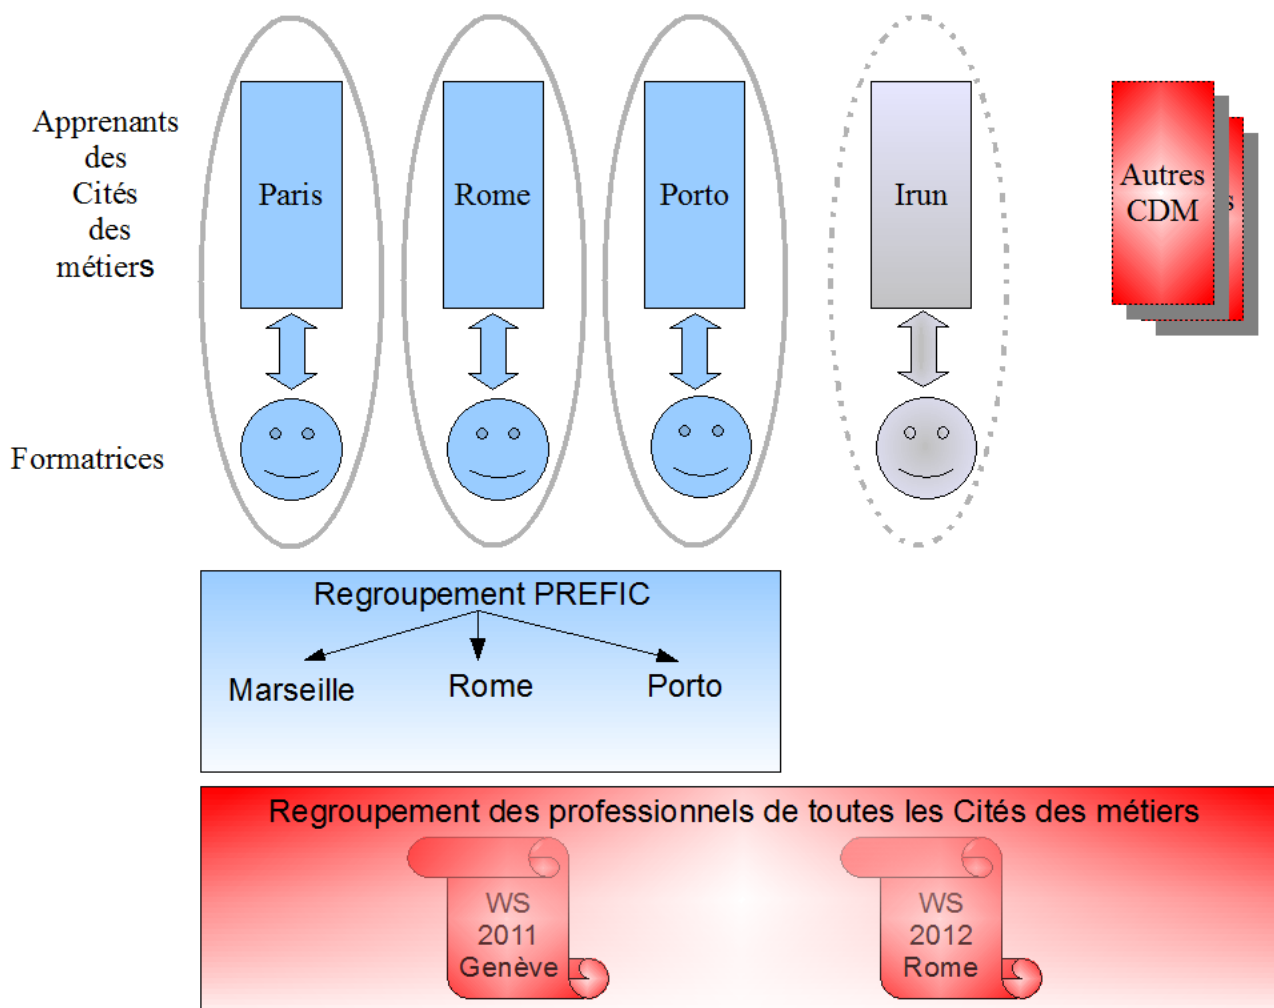 Apprenants
des
Cités
des
métiers
Paris
Rome
Porto
Irun
Autres
CDM
s
Formatrices
Regroupement PREFIC
Marseille
Rome
Porto
Regroupement des professionnels de toutes les Cités des métiers
WS
2011
Genève
WS
2012
Rome